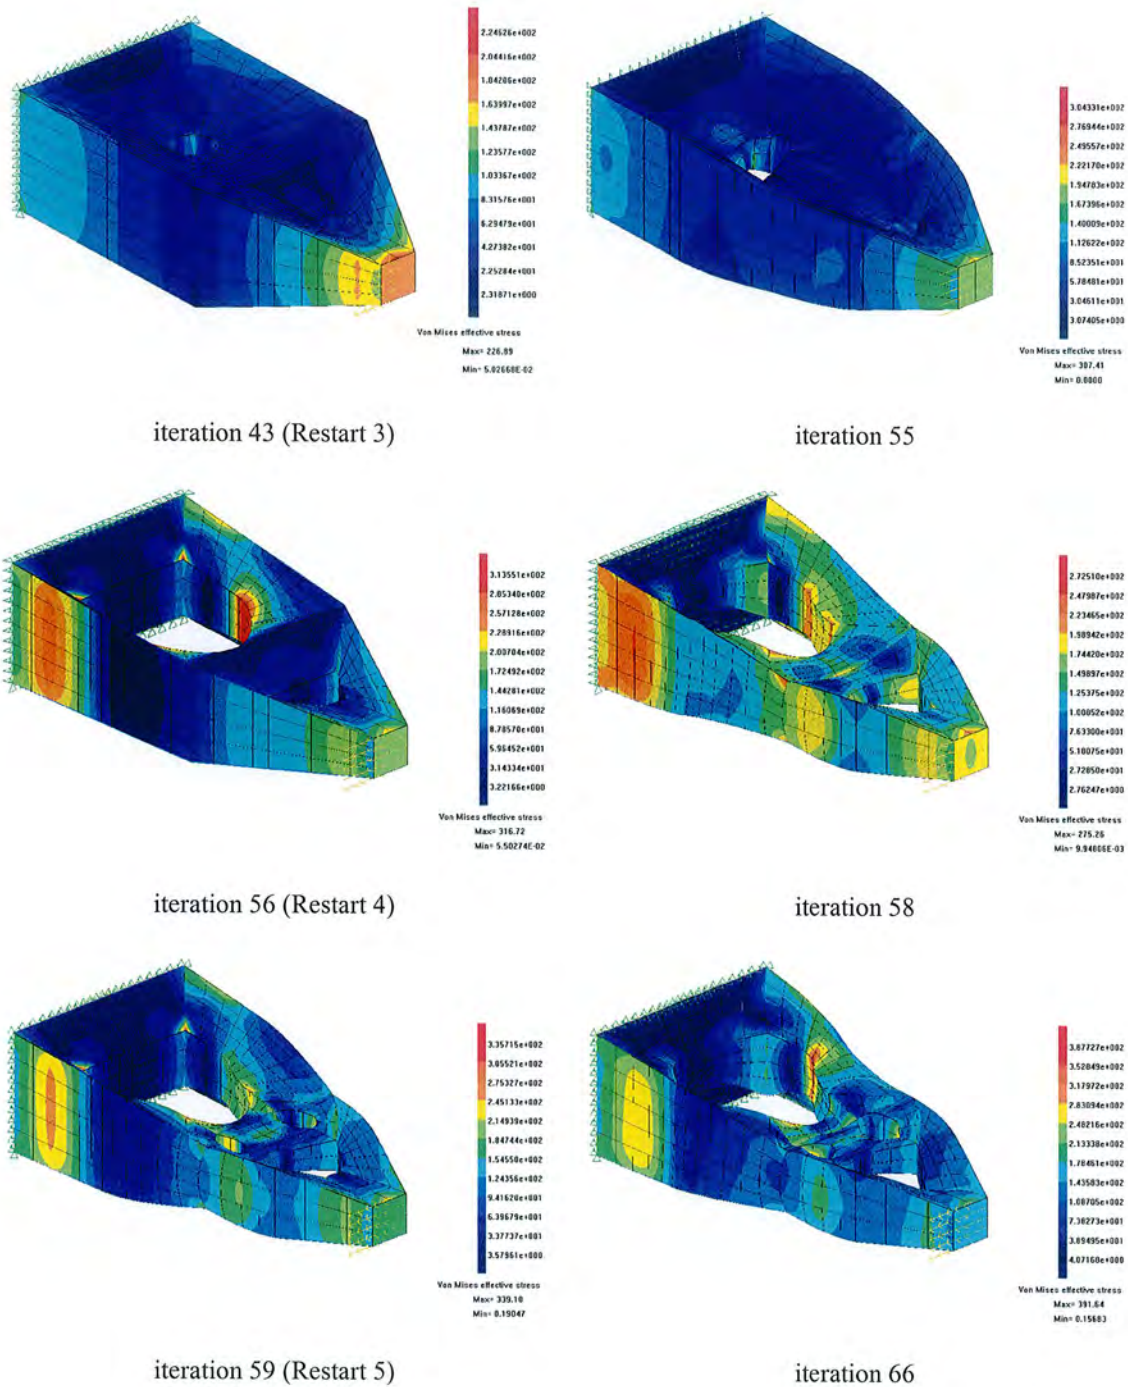 2.24526e+002
2.04416e+002
1.84206e+002
1.63997e+002
1.43787e+002
1.23577e+002
1.03367e+002
8.31576e+001
6.29479e+001
4.27382e+001
2.25284e+001
2.31871e+000
Von Mises effective stress
Max= 226.89
Min= 5.02668E-02
iteration 43 (Restart 3)
3.04331e+002
2.76944e+002
2.49557e+002
2.22170e+002
1.94783e+002
1.67396e+002
1.40009e+002
1.12622e+002
8.52351e+001
5.78481e+001
3.04611e+001
3.07405e+000
Von Mises effective stress
Max= 307.41
Min= 0.0000
iteration 55
3.13551e+002
2.85340e+002
2.57128e+002
2.28916e+002
2.00704e+002
1.72492e+002
1.44281e+002
1.16069e+002
8.78570e+001
5.96452e+001
3.14334e+001
3.22166e+000
Von Mises effective stress
Max= 316.72
Min= 5.50274E-02
iteration 56 (Restart 4)
2.72510e+002
2.47987e+002
2.23465e+002
1.98942e+002
1.74420e+002
1.49897e+002
1.25375e+002
1.00852e+002
7.63300e+001
5.18075e+001
2.72850e+001
2.76247e+000
Von Mises effective stress
Max= 275.26
Min= 9.94806E-03
iteration 58
3.35715e+002
3.05521e+002
2.75327e+002
2.45133e+002
2.14939e+002
1.84744e+002
1.54550e+002
1.24356e+002
9.41620e+001
6.39679e+001
3.37737e+001
3.57961e+000
Von Mises effective stress
Max= 339.10
Min= 0.19047
iteration 59 (Restart 5)
3.87727e+002
3.52849e+002
3.17972e+002
2.83094e+002
2.48216e+002
2.13338e+002
1.78461e+002
1.43583e+002
1.08705e+002
7.38273e+001
3.89495e+001
4.07160e+000
Von Mises effective stress
Max= 391.64
Min= 0.15683
iteration 66